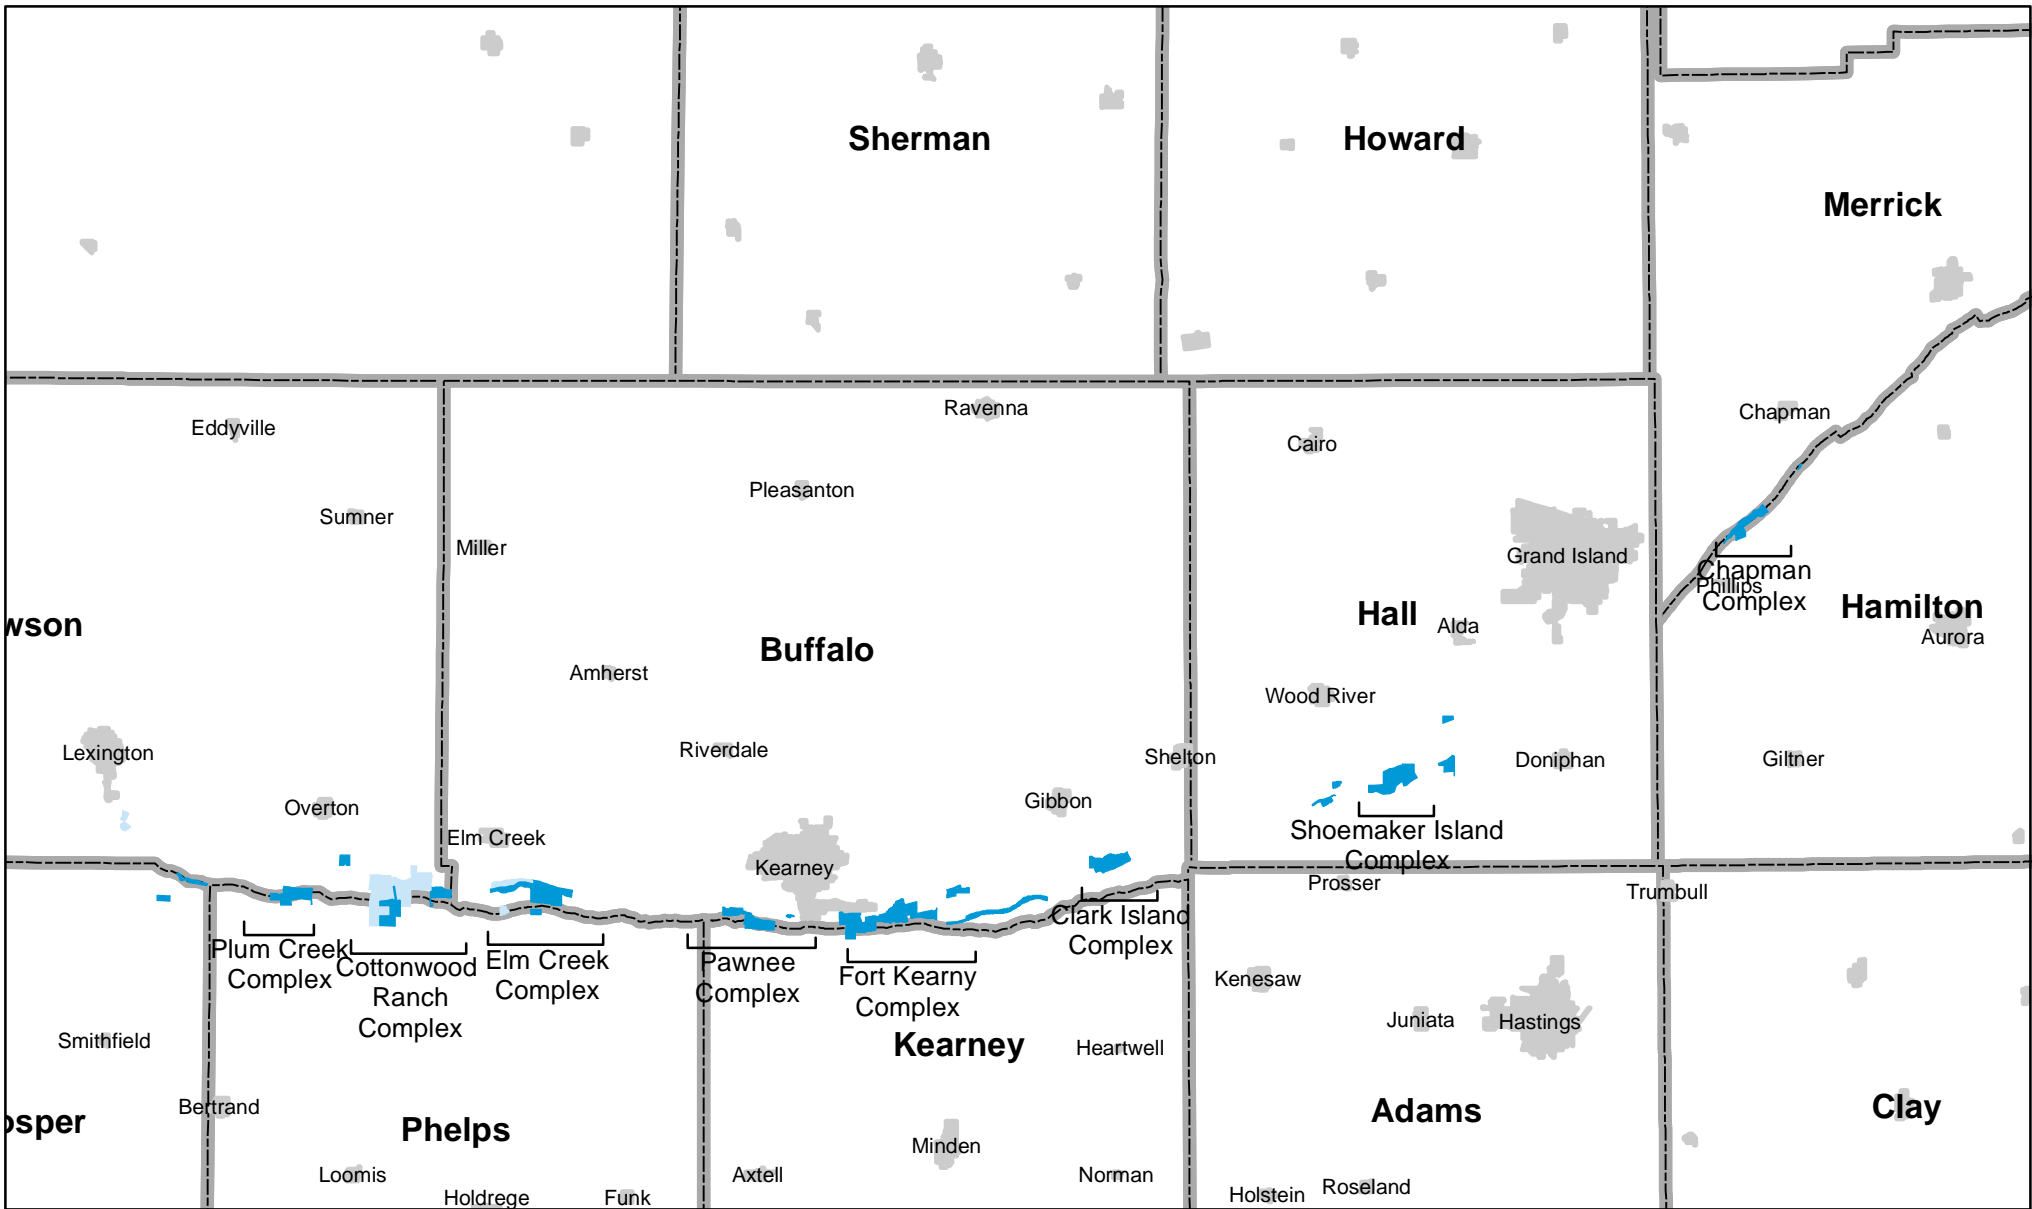 Sherman
Howard
Merrick
Ravenna
Chapman
Eddyville
Cairo
Pleasanton
Sumner
Miller
Grand Island
Chapman
Complex
Phillips
Hamilton
Hall
wson
Alda
Aurora
Buffalo
Amherst
Wood River
Riverdale
Lexington
Shelton
Doniphan
Giltner
Gibbon
Overton
Shoemaker Island
Complex
Elm Creek
Kearney
Prosser
Trumbull
Clark Island
Complex
Plum Creek
Complex
Cottonwood
Ranch
Complex
Elm Creek
Complex
Pawnee
Complex
Fort Kearny
Complex
Kenesaw
Juniata
Hastings
Smithfield
Kearney
Heartwell
Bertrand
osper
Phelps
Adams
Clay
Minden
Loomis
Axtell
Norman
Holdrege
Funk
Holstein
Roseland